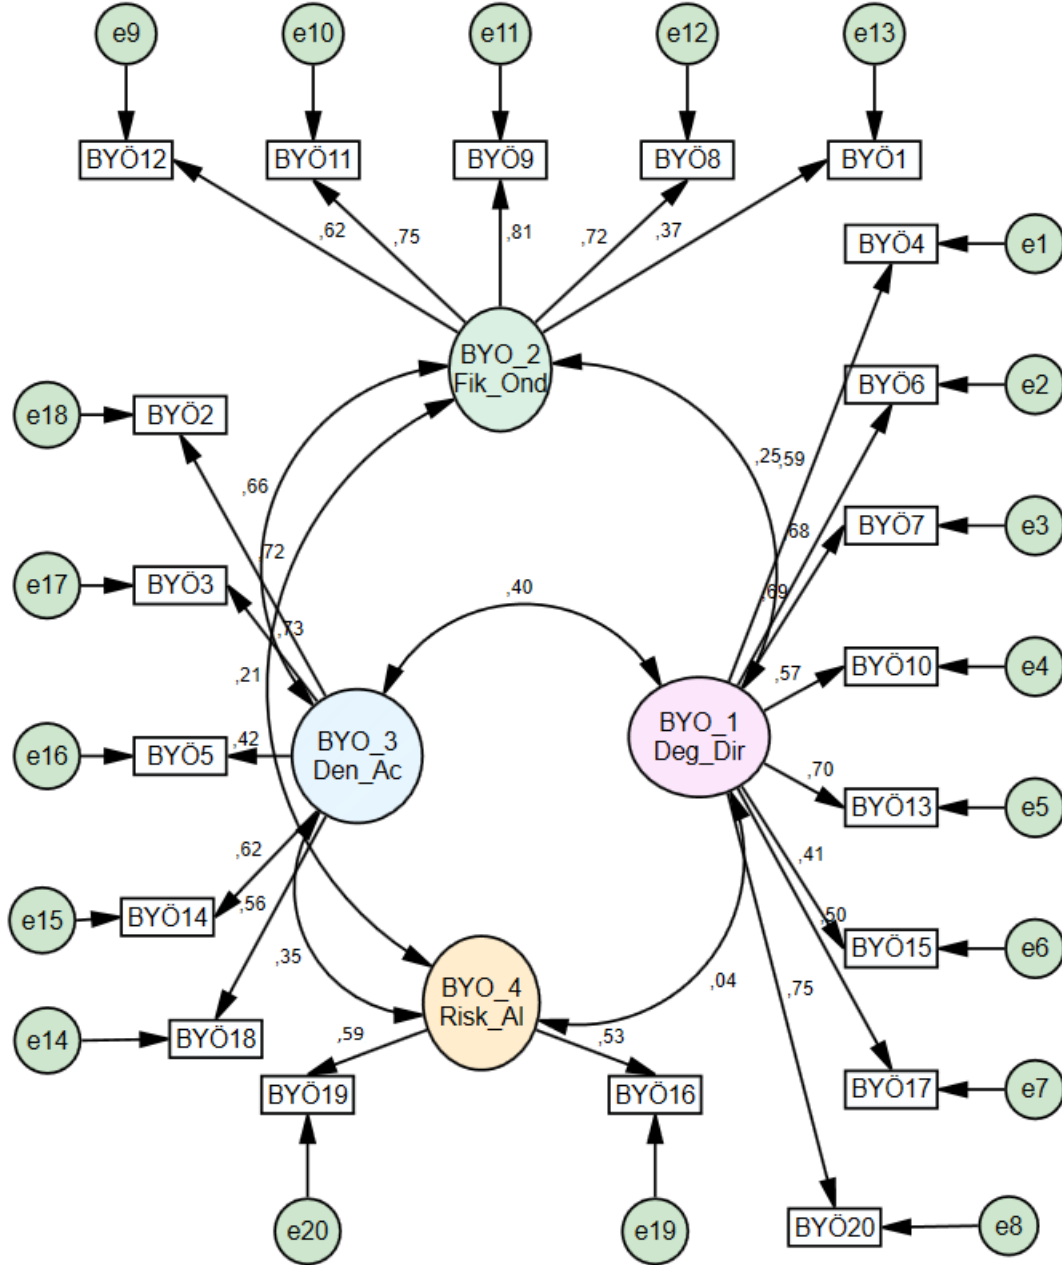 e9
e10
e11
e12
e13
BYÖ12
BYÖ11
BYÖ9
BYÖ8
BYÖ1
,62
,75
,81
,72
,37
BYÖ4
e1
BYO_2
Fik_Ond
BYÖ6
e2
e18
BYÖ2
,25
,59
,66
BYÖ7
e3
,68
,72
e17
BYÖ3
,40
,69
,73
,21
,57
BYÖ10
e4
BYO_3
Den_Ac
BYO_1
Deg_Dir
e16
BYÖ5
,42
,70
BYÖ13
e5
,62
,41
e15
BYÖ14
,56
,50
BYÖ15
e6
,35
,04
,75
BYO_4
Risk_Al
e14
BYÖ18
,59
,53
BYÖ19
BYÖ16
BYÖ17
e7
e20
e19
BYÖ20
e8